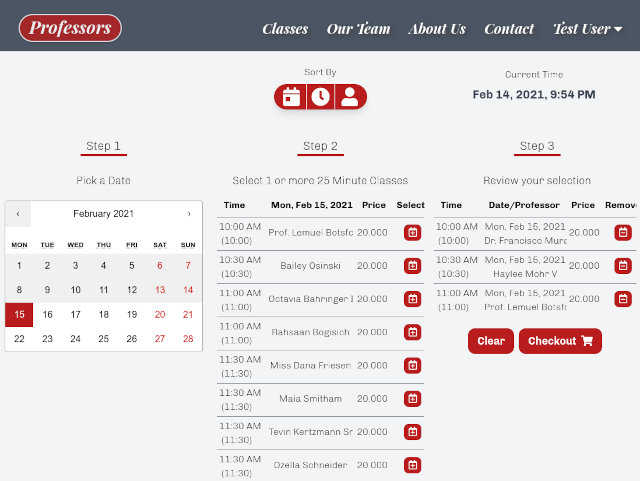 Professors
Classes Our Team About Us Contact Test User
Sort By
Current Time
Feb 14, 2021, 9:54 PM
Step 1
Pick a Date
‹ February 2021 ›
MON TUE WED THU FRI SAT SUN
1 2 3 4 5 6 7
8 9 10 11 12 13 14
15 16 17 18 19 20 21
22 23 24 25 26 27 28
Step 2
Select 1 or more 25 Minute Classes
Time Mon, Feb 15, 2021 Price Select
10:00 AM (10:00) Prof. Lemuel Botsfo 20.000
10:30 AM (10:30) Bailey Osinski 20.000
11:00 AM (11:00) Octavia Bahringer I 20.000
11:00 AM (11:00) Rahsaan Bogisich 20.000
11:30 AM (11:30) Miss Dana Friesen 20.000
11:30 AM (11:30) Maia Smitham 20.000
11:30 AM (11:30) Tevin Kertzmann Sr 20.000
11:30 AM (11:30) Ozella Schneider 20.000
Step 3
Review your selection
Time Date/Professor Price Remov
10:00 AM (10:00) Mon, Feb 15, 2021 Dr. Francisco Mura 20.000
10:30 AM (10:30) Mon, Feb 15, 2021 Haylee Mohr V 20.000
11:00 AM (11:00) Mon, Feb 15, 2021 Prof. Lemuel Botsfo 20.000
Clear Checkout